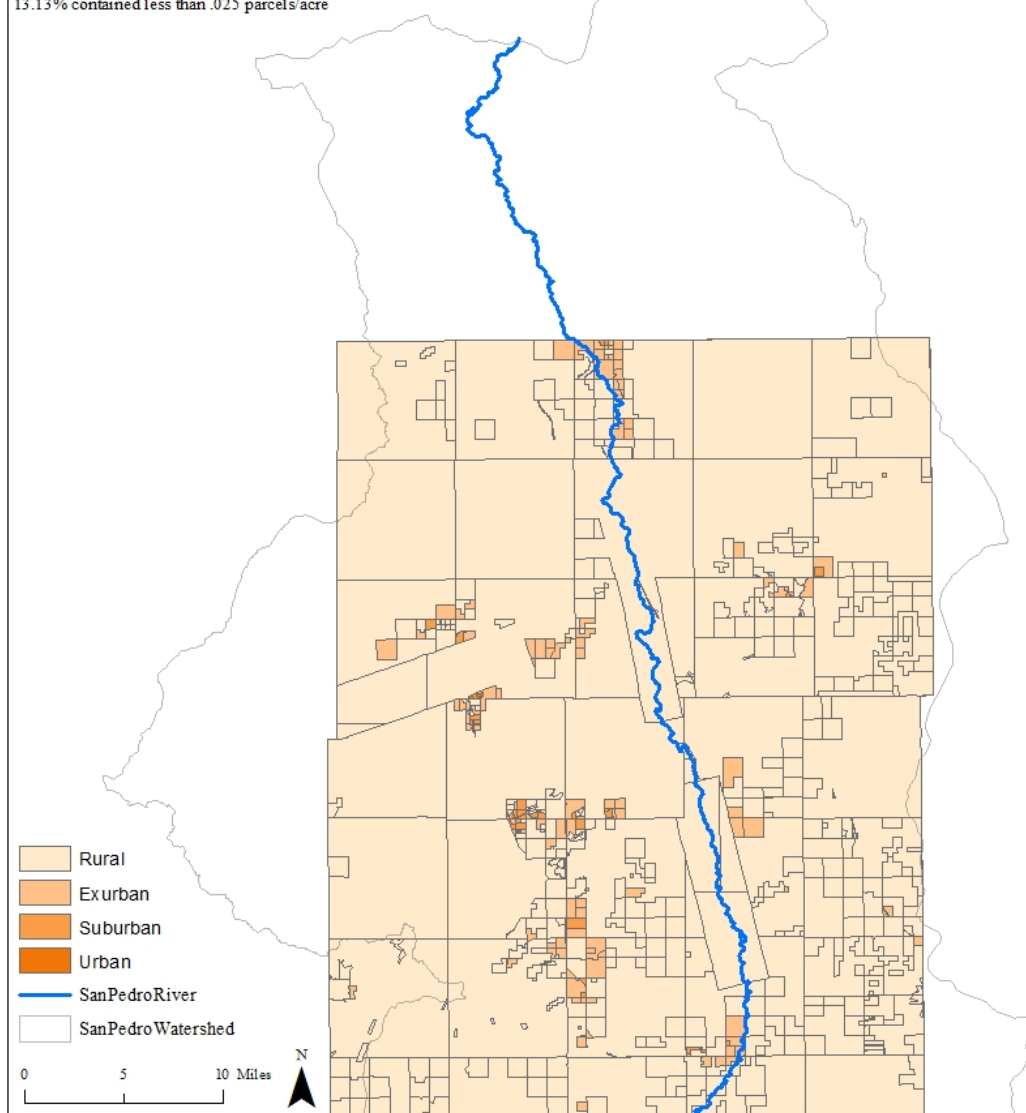 13.13% contained less than .025 parcels/acre
Rural
Exurban
Suburban
Urban
SanPedroRiver
SanPedroWatershed
N
0 5 10 Miles